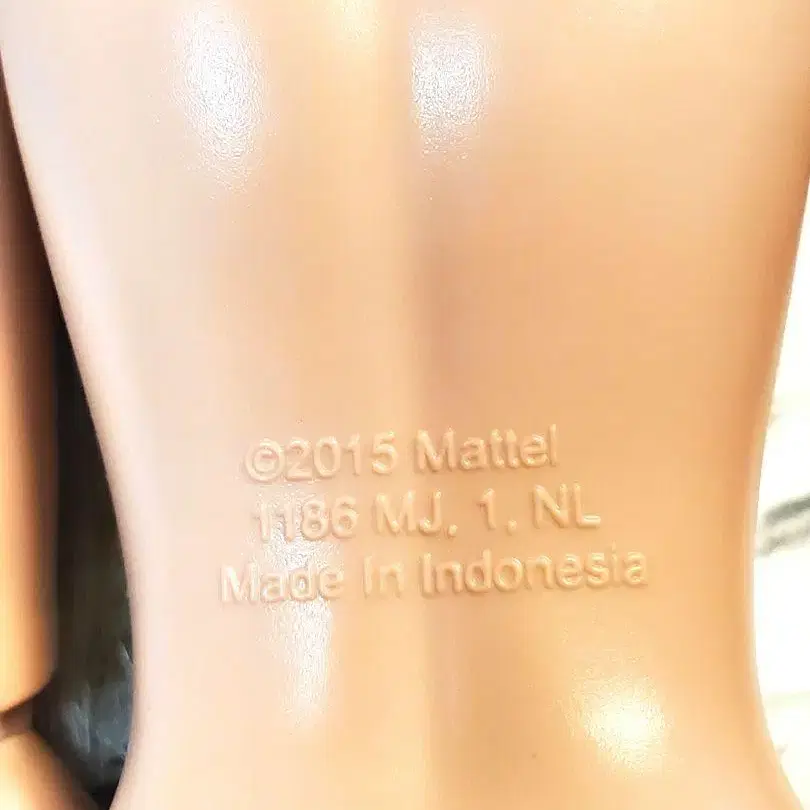 ©2015 Mattel
1186 MJ. 1. NL
Made In Indonesia